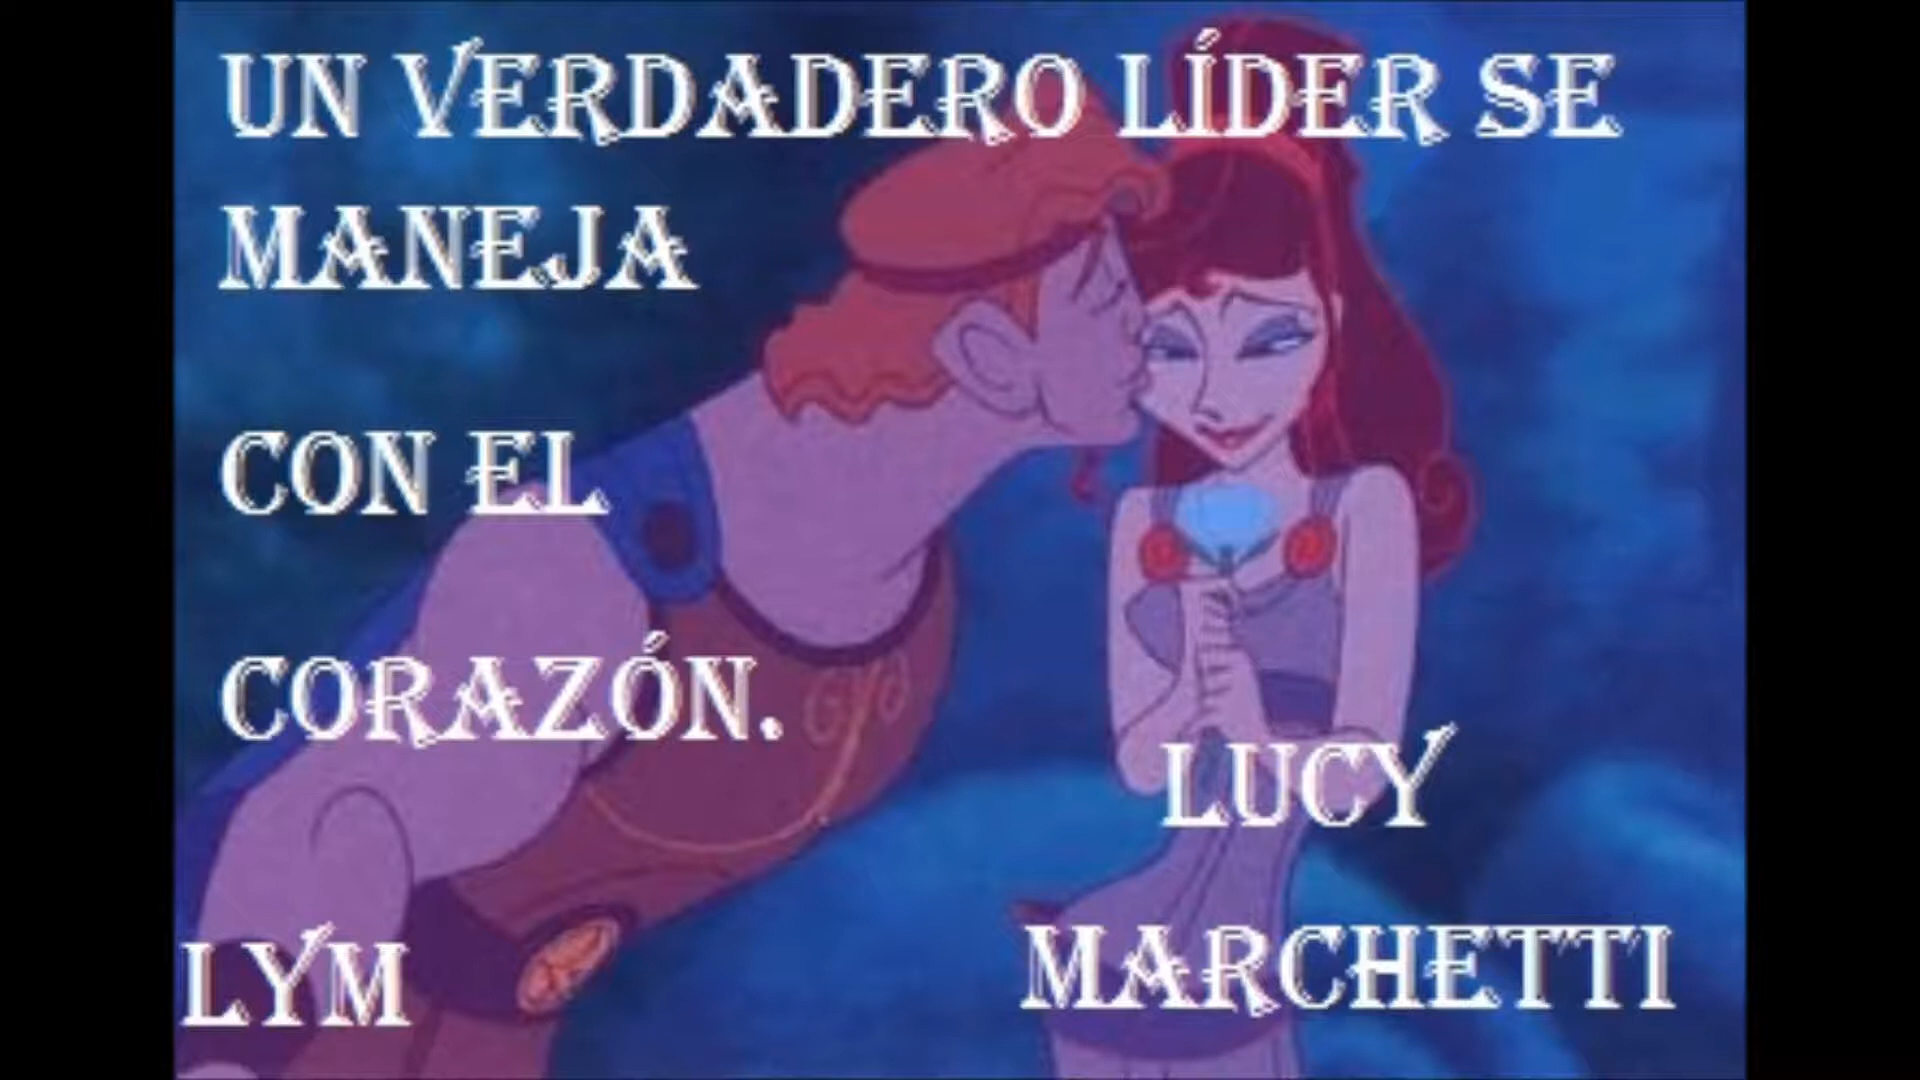 UN VERDADERO LÍDER SE
MANEJA
CON EL
CORAZÓN.
LUCY
MARCHETTI
LYM